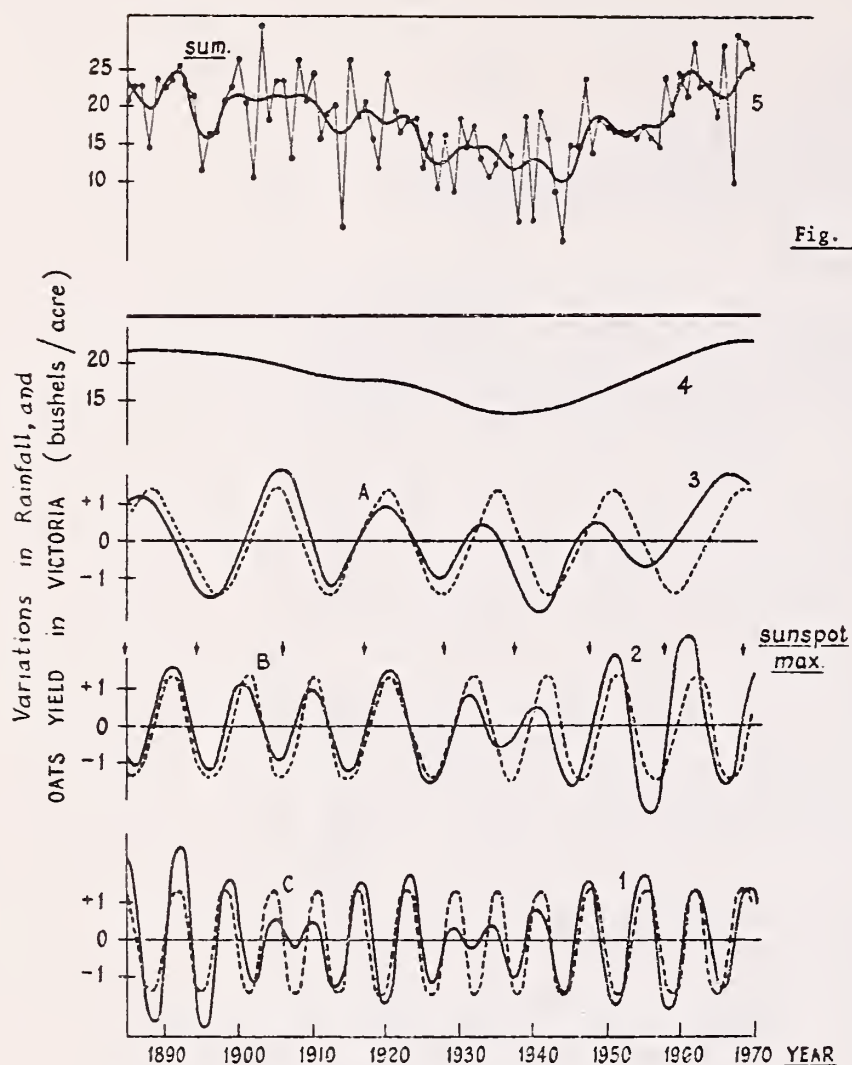 sum.
25
20
15
10
5
Fig.
Variations in Rainfall, and
OATS YIELD in VICTORIA (bushels / acre)
20
15
4
+1
0
-1
A
3
sunspot
max.
+1
0
-1
B
2
+1
0
-1
C
1
1890 1900 1910 1920 1930 1940 1950 1960 1970 YEAR